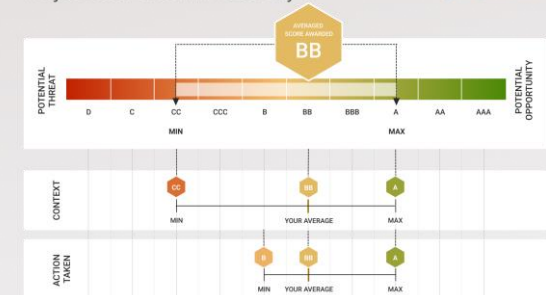 AVERAGED
SCORE AWARDED
BB
POTENTIAL
THREAT
D C CC CCC B BB BBB A AA AAA
POTENTIAL
OPPORTUNITY
MIN MAX
CONTEXT
CC BB A
MIN YOUR AVERAGE MAX
ACTION
TAKEN
B BB A
MIN YOUR AVERAGE MAX